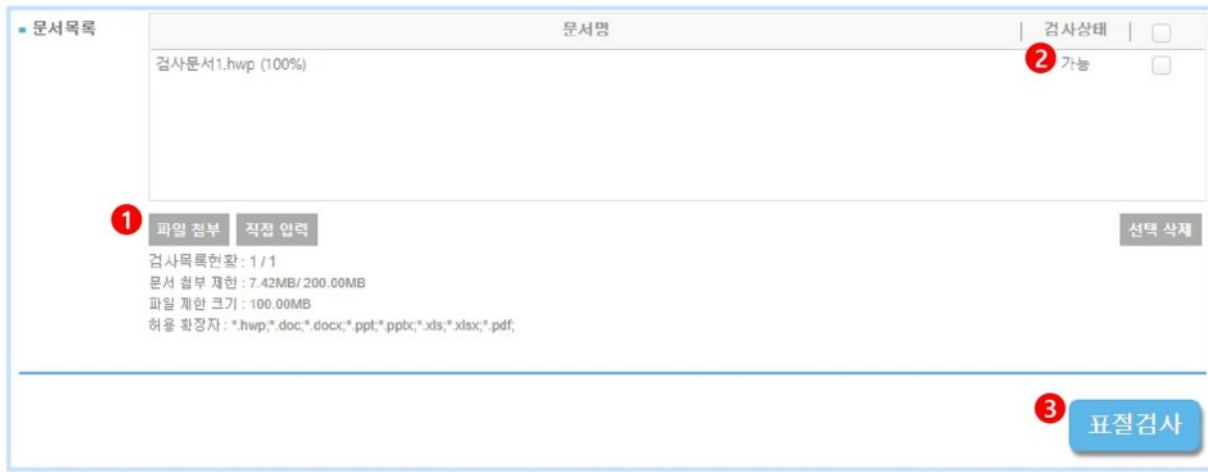 문서목록
문서명 | 검사상태 |
검사문서1.hwp (100%) 2 가능
1 파일 첨부 직접 입력 선택 삭제
검사목록현황 : 1 / 1
문서 첨부 제한 : 7.42MB/ 200.00MB
파일 제한 크기 : 100.00MB
허용 확장자 : *.hwp;*.doc;*.docx;*.ppt;*.pptx;*.xls;*.xlsx;*.pdf;
3 표절검사